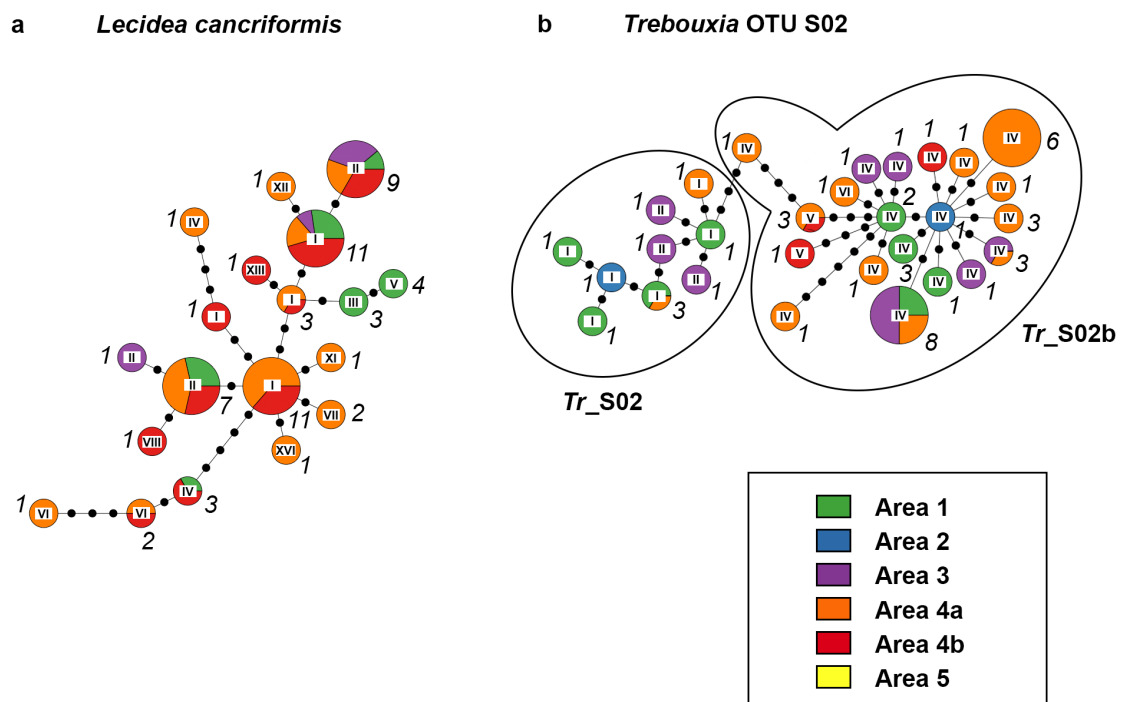 a Lecidea cancriformis
b Trebouxia OTU S02
II 9
1 XII
I 11
1 IV
1 XIII
V 4
I 3
III 3
1 I
1 II
II 7
I 11
XI 1
VII 2
1 VIII
XVI 1
IV 3
1 VI
VI 2
1 IV
1 IV
1 IV
1 IV
1 IV
IV 6
1 I
1 II
1 VI
IV 1
3 V
IV 2
IV 1
IV 3
I 1
II 1
1 I
1 V
IV 3
IV 3
1 I
II 1
1 IV
IV 1
IV 1
I 3
I 1
IV 1
IV 8
Tr_S02b
Tr_S02
Area 1
Area 2
Area 3
Area 4a
Area 4b
Area 5